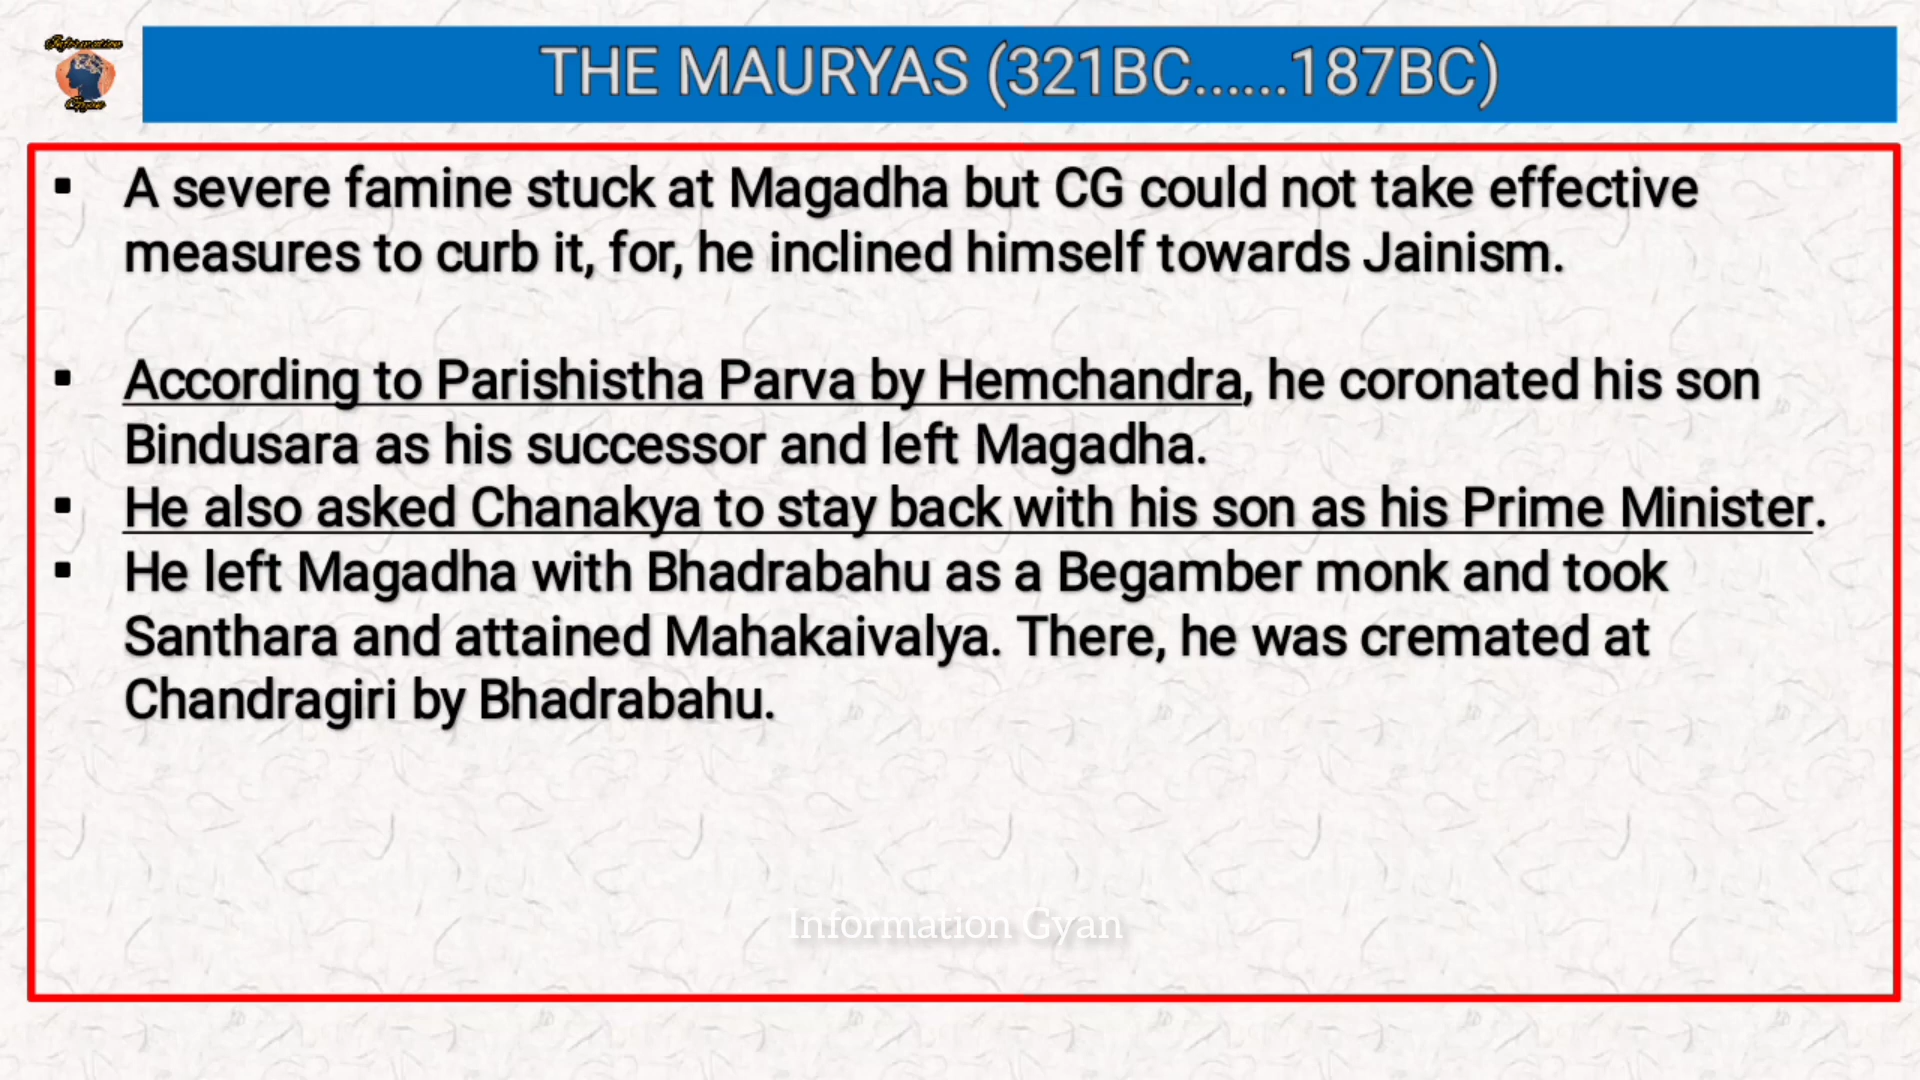 Information
Gyan
THE MAURYAS (321BC......187BC)
▪ A severe famine stuck at Magadha but CG could not take effective
measures to curb it, for, he inclined himself towards Jainism.
▪ According to Parishistha Parva by Hemchandra, he coronated his son
Bindusara as his successor and left Magadha.
▪ He also asked Chanakya to stay back with his son as his Prime Minister.
▪ He left Magadha with Bhadrabahu as a Begamber monk and took
Santhara and attained Mahakaivalya. There, he was cremated at
Chandragiri by Bhadrabahu.
Information Gyan